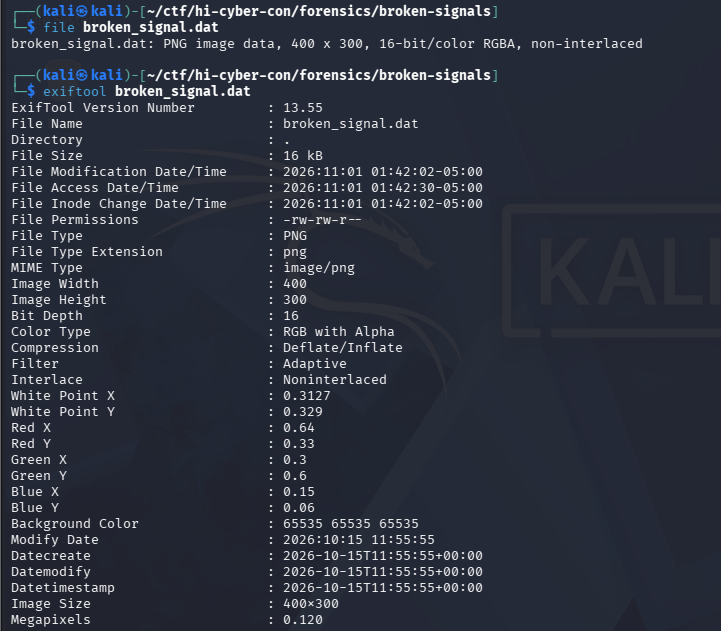 ┌──(kali㉿kali)-[~/ctf/hi-cyber-con/forensics/broken-signals]
└─$ file broken_signal.dat
broken_signal.dat: PNG image data, 400 x 300, 16-bit/color RGBA, non-interlaced
┌──(kali㉿kali)-[~/ctf/hi-cyber-con/forensics/broken-signals]
└─$ exiftool broken_signal.dat
ExifTool Version Number         : 13.55
File Name                       : broken_signal.dat
Directory                       : .
File Size                       : 16 kB
File Modification Date/Time     : 2026:11:01 01:42:02-05:00
File Access Date/Time           : 2026:11:01 01:42:30-05:00
File Inode Change Date/Time     : 2026:11:01 01:42:02-05:00
File Permissions                : -rw-rw-r--
File Type                       : PNG
File Type Extension             : png
MIME Type                       : image/png
Image Width                     : 400
Image Height                    : 300
Bit Depth                       : 16
Color Type                      : RGB with Alpha
Compression                     : Deflate/Inflate
Filter                          : Adaptive
Interlace                       : Noninterlaced
White Point X                   : 0.3127
White Point Y                   : 0.329
Red X                           : 0.64
Red Y                           : 0.33
Green X                         : 0.3
Green Y                         : 0.6
Blue X                          : 0.15
Blue Y                          : 0.06
Background Color                : 65535 65535 65535
Modify Date                     : 2026:10:15 11:55:55
Datecreate                      : 2026-10-15T11:55:55+00:00
Datemodify                      : 2026-10-15T11:55:55+00:00
Datetimestamp                   : 2026-10-15T11:55:55+00:00
Image Size                      : 400×300
Megapixels                      : 0.120
KALI